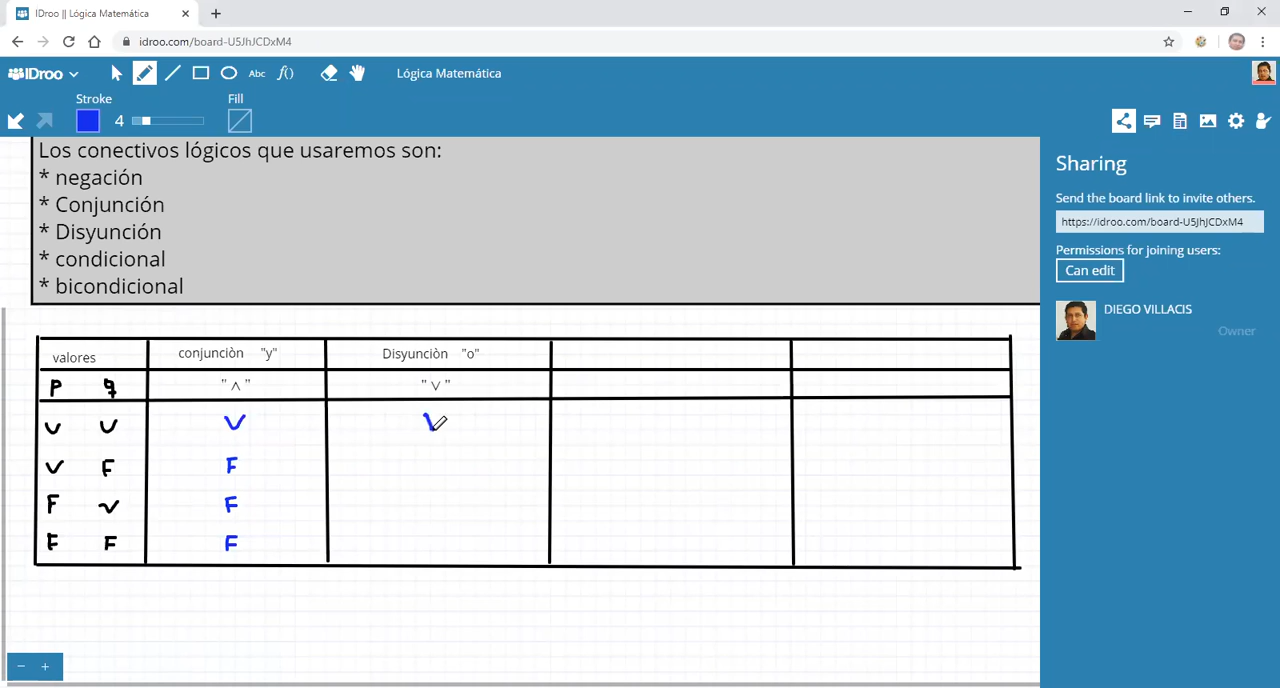 IDroo || Lógica Matemática
idroo.com/board-U5JhJCDxM4
IDroo Abc f() Lógica Matemática
Stroke Fill
4
Los conectivos lógicos que usaremos son:
* negación
* Conjunción
* Disyunción
* condicional
* bicondicional
Sharing
Send the board link to invite others.
https://idroo.com/board-U5JhJCDxM4
Permissions for joining users:
Can edit
DIEGO VILLACIS
Owner
valores conjunciòn "y" Disyunciòn "o"
p q "∧" "∨"
V V V V
V F F
F V F
F F F